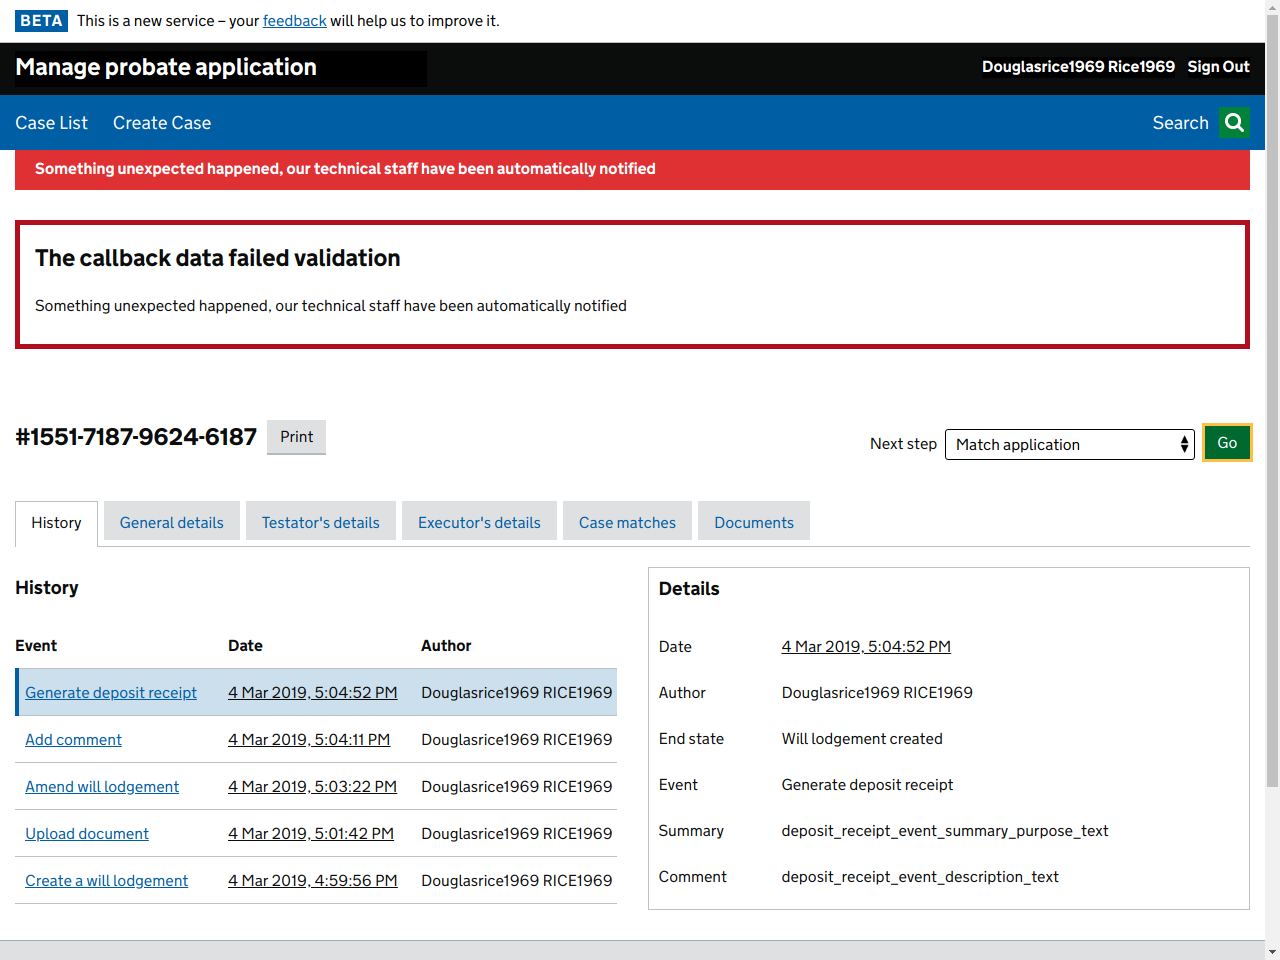 BETA This is a new service – your feedback will help us to improve it.
Manage probate application Douglasrice1969 Rice1969 Sign Out
Case List Create Case Search
Something unexpected happened, our technical staff have been automatically notified
The callback data failed validation
Something unexpected happened, our technical staff have been automatically notified
#1551-7187-9624-6187 Print Next step Match application Go
History General details Testator's details Executor's details Case matches Documents
History
Event Date Author
Generate deposit receipt 4 Mar 2019, 5:04:52 PM Douglasrice1969 RICE1969
Add comment 4 Mar 2019, 5:04:11 PM Douglasrice1969 RICE1969
Amend will lodgement 4 Mar 2019, 5:03:22 PM Douglasrice1969 RICE1969
Upload document 4 Mar 2019, 5:01:42 PM Douglasrice1969 RICE1969
Create a will lodgement 4 Mar 2019, 4:59:56 PM Douglasrice1969 RICE1969
Details
Date 4 Mar 2019, 5:04:52 PM
Author Douglasrice1969 RICE1969
End state Will lodgement created
Event Generate deposit receipt
Summary deposit_receipt_event_summary_purpose_text
Comment deposit_receipt_event_description_text